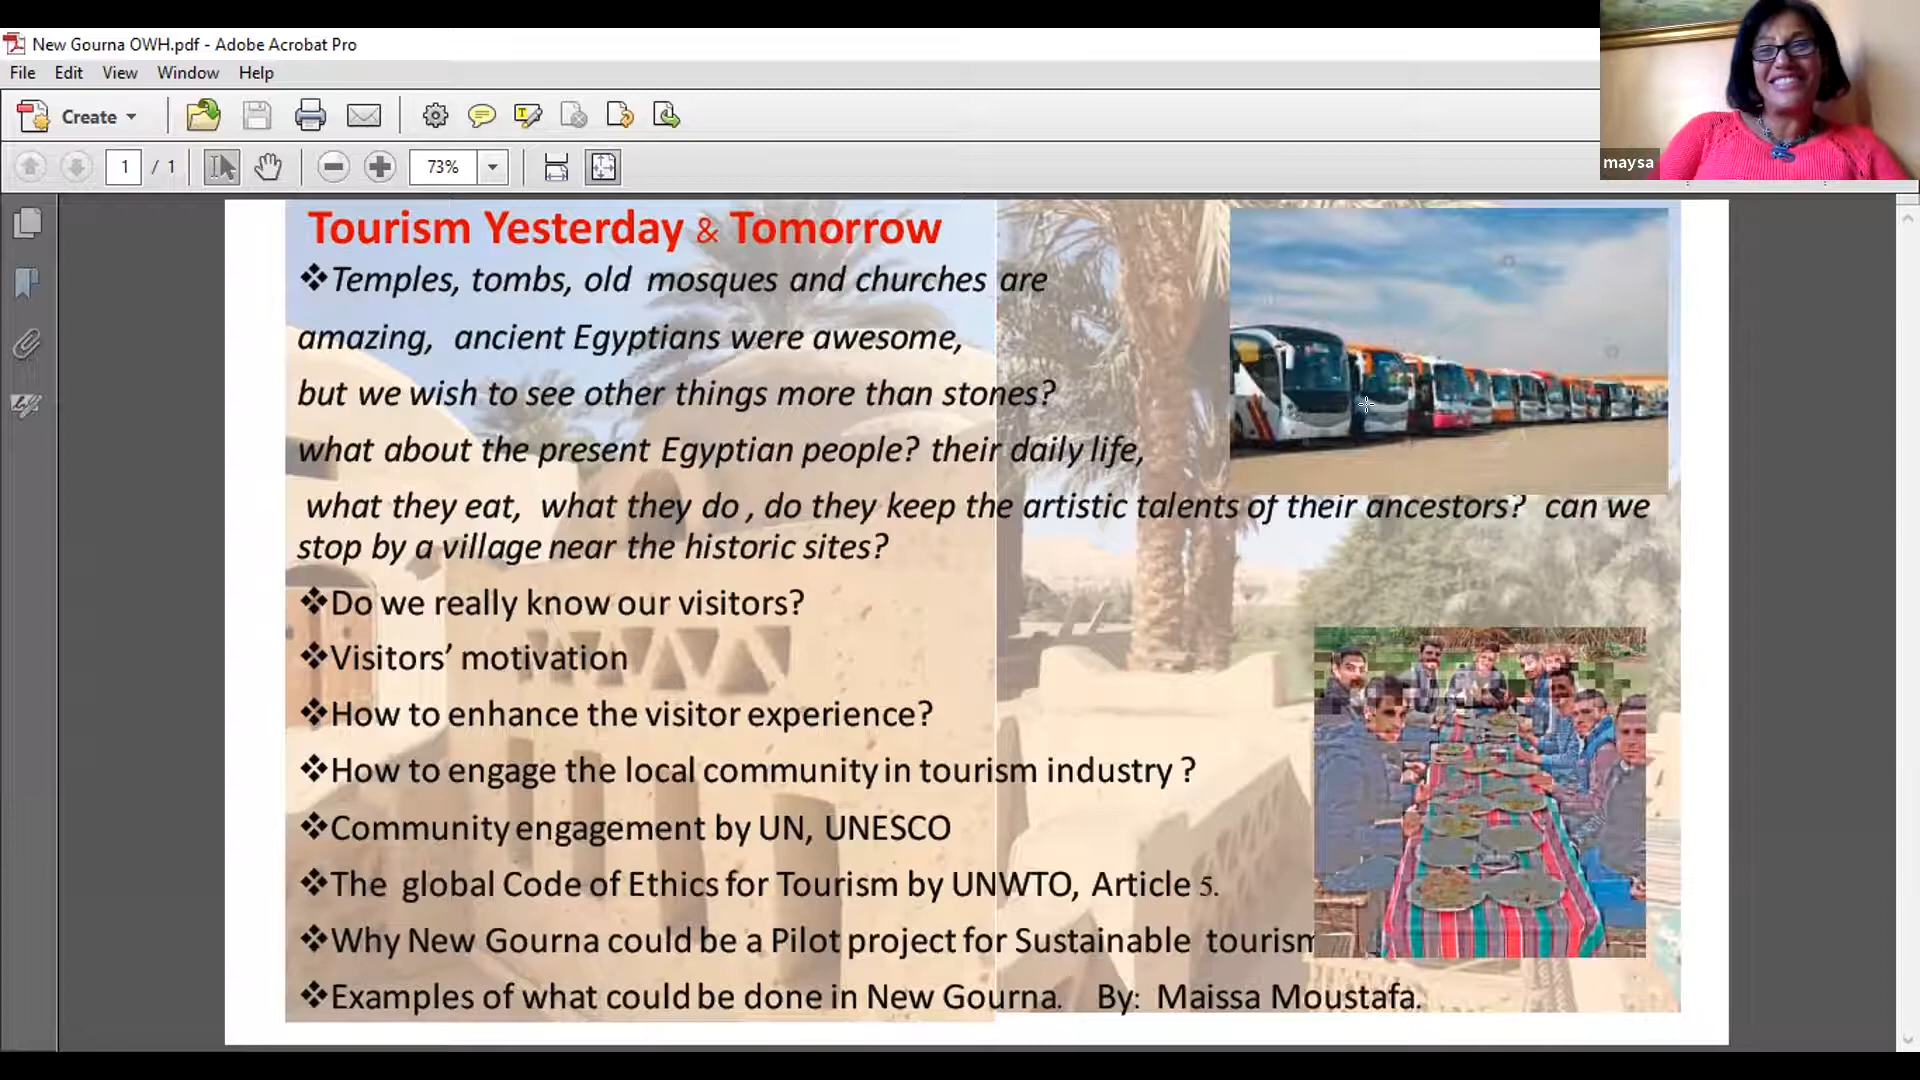 New Gourna OWH.pdf - Adobe Acrobat Pro
File Edit View Window Help
Create
1 / 1 73%
maysa
Tourism Yesterday & Tomorrow
❖Temples, tombs, old mosques and churches are
amazing, ancient Egyptians were awesome,
but we wish to see other things more than stones?
what about the present Egyptian people? their daily life,
what they eat, what they do , do they keep the artistic talents of their ancestors? can we
stop by a village near the historic sites?
❖Do we really know our visitors?
❖Visitors’ motivation
❖How to enhance the visitor experience?
❖How to engage the local community in tourism industry ?
❖Community engagement by UN, UNESCO
❖The global Code of Ethics for Tourism by UNWTO, Article 5.
❖Why New Gourna could be a Pilot project for Sustainable tourism
❖Examples of what could be done in New Gourna. By: Maissa Moustafa.